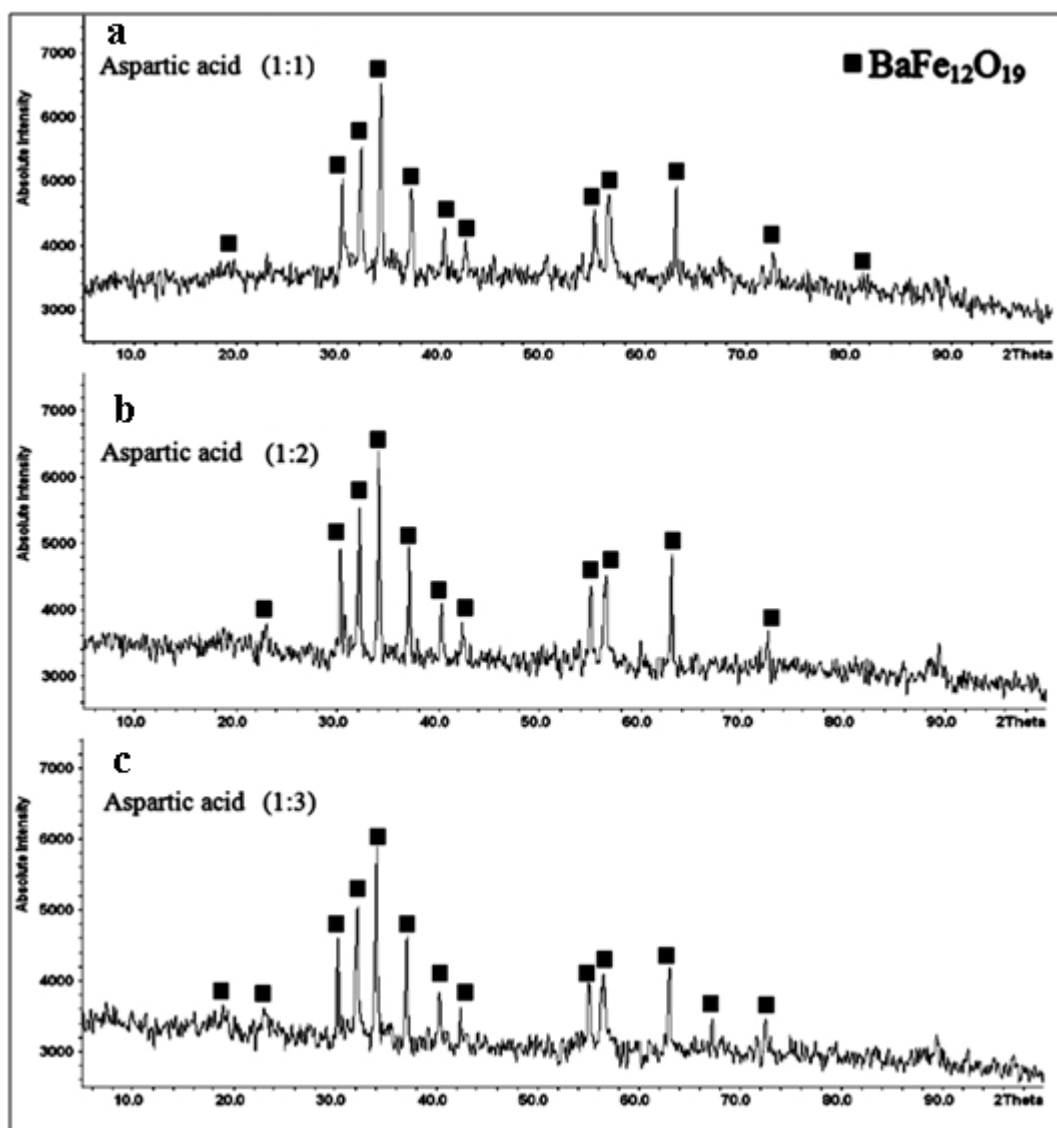 a
Aspartic acid (1:1)
■ BaFe₁₂O₁₉
Absolute Intensity
7000
6000
5000
4000
3000
10.0 20.0 30.0 40.0 50.0 60.0 70.0 80.0 90.0 2Theta
b
Aspartic acid (1:2)
Absolute Intensity
7000
6000
5000
4000
3000
10.0 20.0 30.0 40.0 50.0 60.0 70.0 80.0 90.0 2Theta
c
Aspartic acid (1:3)
Absolute Intensity
7000
6000
5000
4000
3000
10.0 20.0 30.0 40.0 50.0 60.0 70.0 80.0 90.0 2Theta